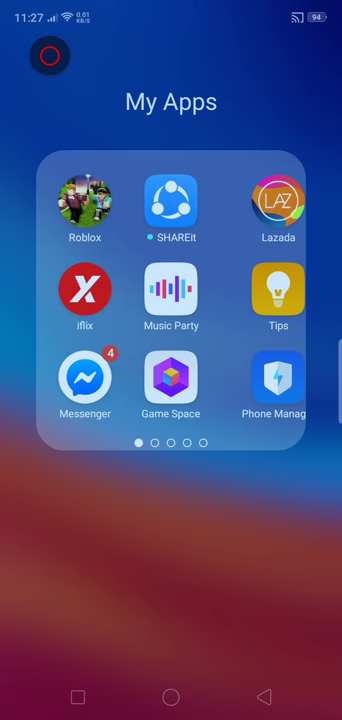 11:27 0.01 KB/S 94
My Apps
Roblox SHAREit Lazada
LAZ
iflix Music Party Tips
4
Messenger Game Space Phone Manag